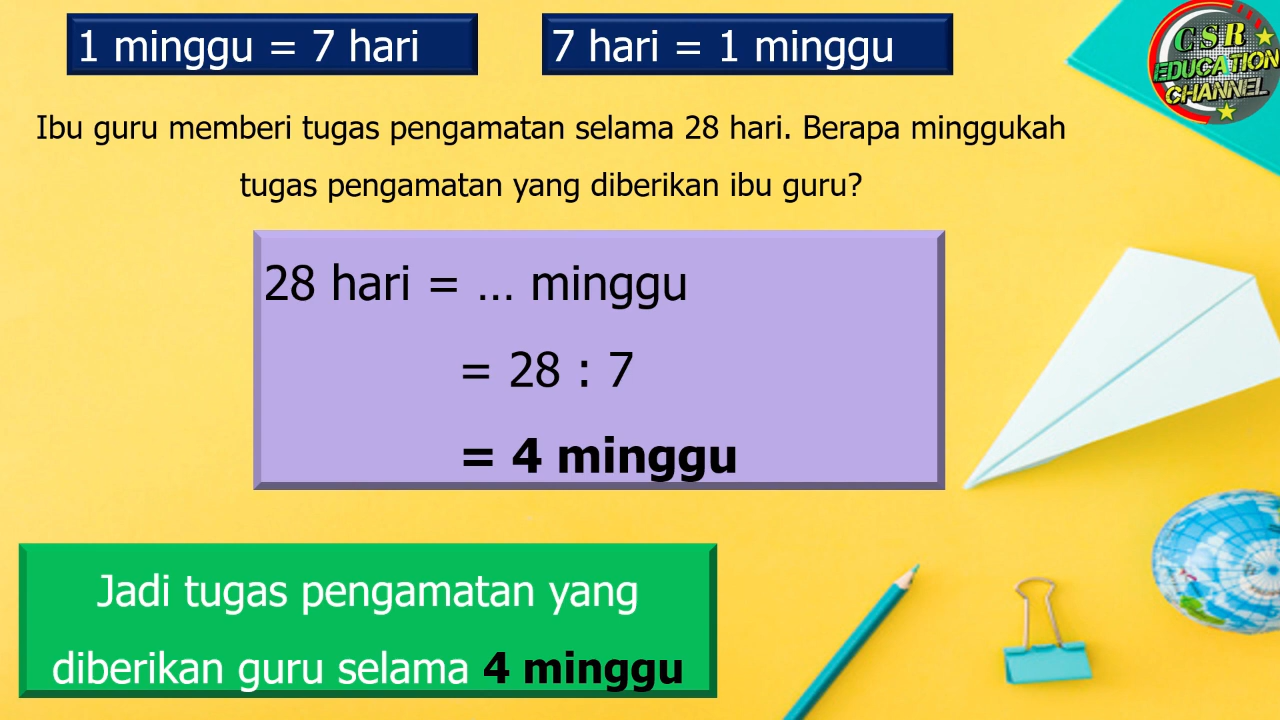 1 minggu = 7 hari
7 hari = 1 minggu
CSR
EDUCATION
CHANNEL
Ibu guru memberi tugas pengamatan selama 28 hari. Berapa minggukah
tugas pengamatan yang diberikan ibu guru?
28 hari = ... minggu
= 28 : 7
= 4 minggu
Jadi tugas pengamatan yang
diberikan guru selama 4 minggu